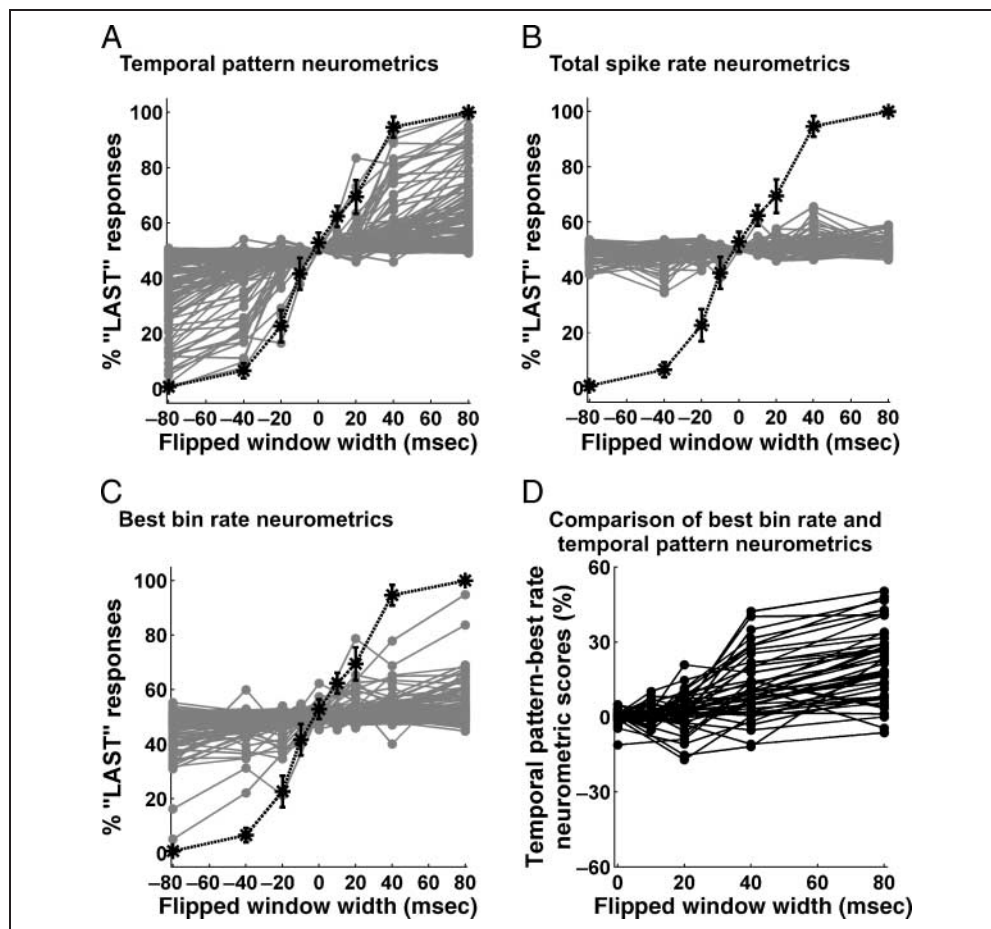 A
Temporal pattern neurometrics
% "LAST" responses
100
80
60
40
20
0
−80 −60 −40 −20 0 20 40 60 80
Flipped window width (msec)
B
Total spike rate neurometrics
% "LAST" responses
100
80
60
40
20
0
−80 −60 −40 −20 0 20 40 60 80
Flipped window width (msec)
C
Best bin rate neurometrics
% "LAST" responses
100
80
60
40
20
0
−80 −60 −40 −20 0 20 40 60 80
Flipped window width (msec)
D
Comparison of best bin rate and
temporal pattern neurometrics
Temporal pattern-best rate
neurometric scores (%)
60
30
0
−30
−60
0 20 40 60 80
Flipped window width (msec)